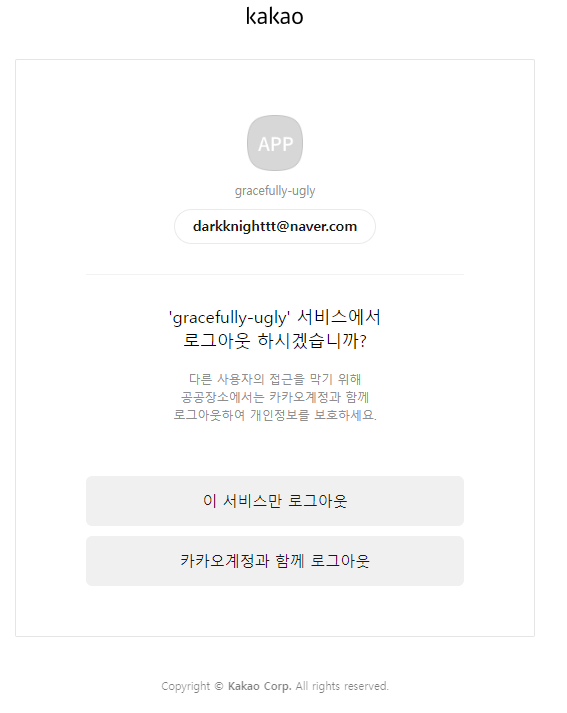 kakao
APP
gracefully-ugly
darkknighttt@naver.com
'gracefully-ugly' 서비스에서
로그아웃 하시겠습니까?
다른 사용자의 접근을 막기 위해
공공장소에서는 카카오계정과 함께
로그아웃하여 개인정보를 보호하세요.
이 서비스만 로그아웃
카카오계정과 함께 로그아웃
Copyright © Kakao Corp. All rights reserved.